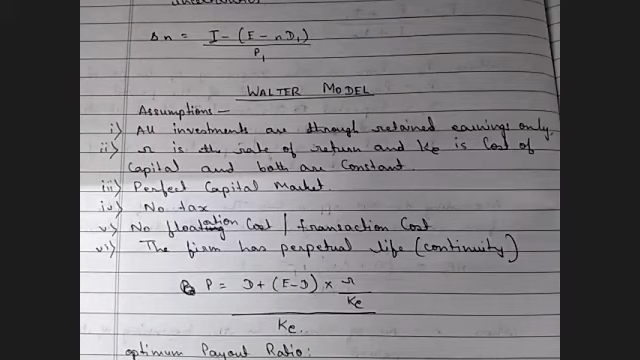 Δn = I - (E - nD₁)
P₁
WALTER MODEL
Assumptions -
i) All investments are through retained earnings only.
ii) r is the rate of return and Ke is Cost of
Capital and both are Constant.
iii) Perfect Capital Market.
iv) No tax
v) No floatation Cost / transaction Cost
vi) The firm has perpetual life (continuity)
P = D + (E-D) × r
Ke
Ke
optimum Payout Ratio: